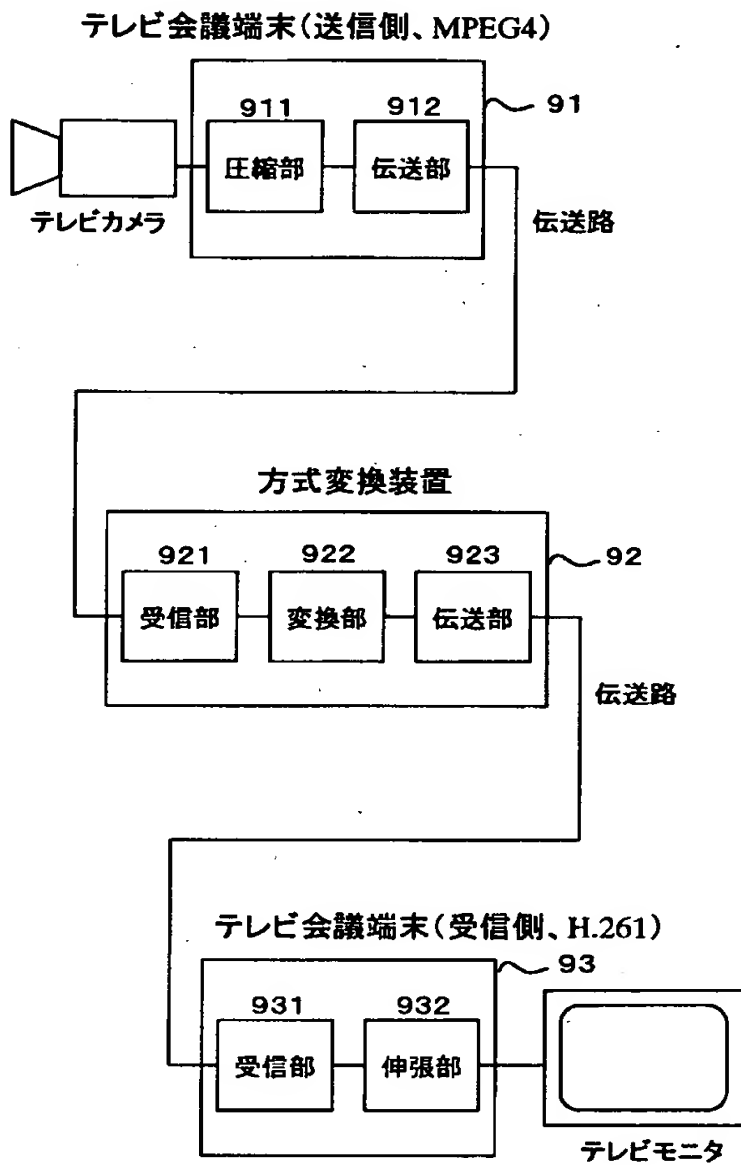 テレビ会議端末(送信側、MPEG4)
911 912 91
圧縮部 伝送部
テレビカメラ
伝送路
方式変換装置
921 922 923 92
受信部 変換部 伝送部
伝送路
テレビ会議端末(受信側、H.261)
93
931 932
受信部 伸張部
テレビモニタ